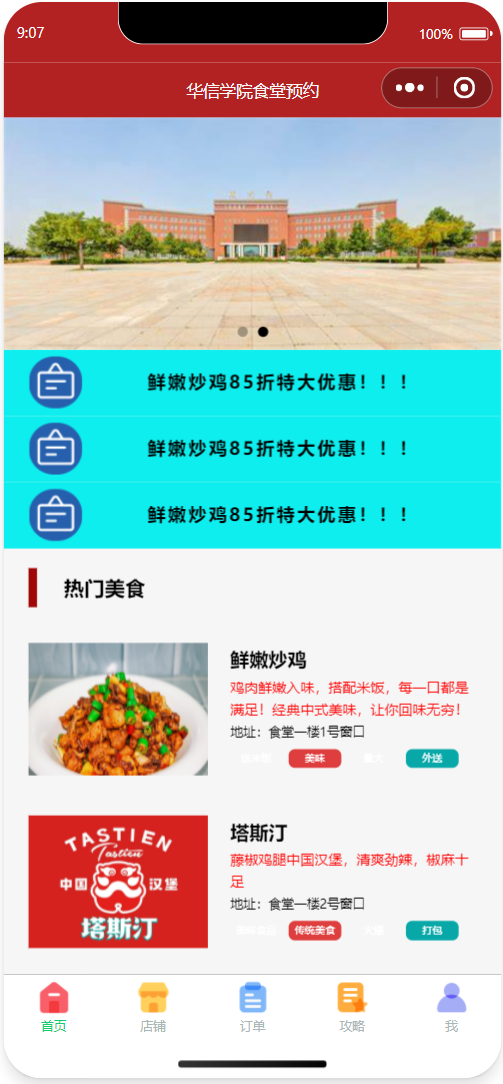 9:07
100%
华信学院食堂预约
鲜嫩炒鸡85折特大优惠！！！
鲜嫩炒鸡85折特大优惠！！！
鲜嫩炒鸡85折特大优惠！！！
热门美食
鲜嫩炒鸡
鸡肉鲜嫩入味，搭配米饭，每一口都是
满足！经典中式美味，让你回味无穷！
地址：食堂一楼1号窗口
美味 外送
TASTIEN
Tastien
中国 汉堡
塔斯汀
塔斯汀
藤椒鸡腿中国汉堡，清爽劲辣，椒麻十
足
地址：食堂一楼2号窗口
传统美食 打包
首页 店铺 订单 攻略 我